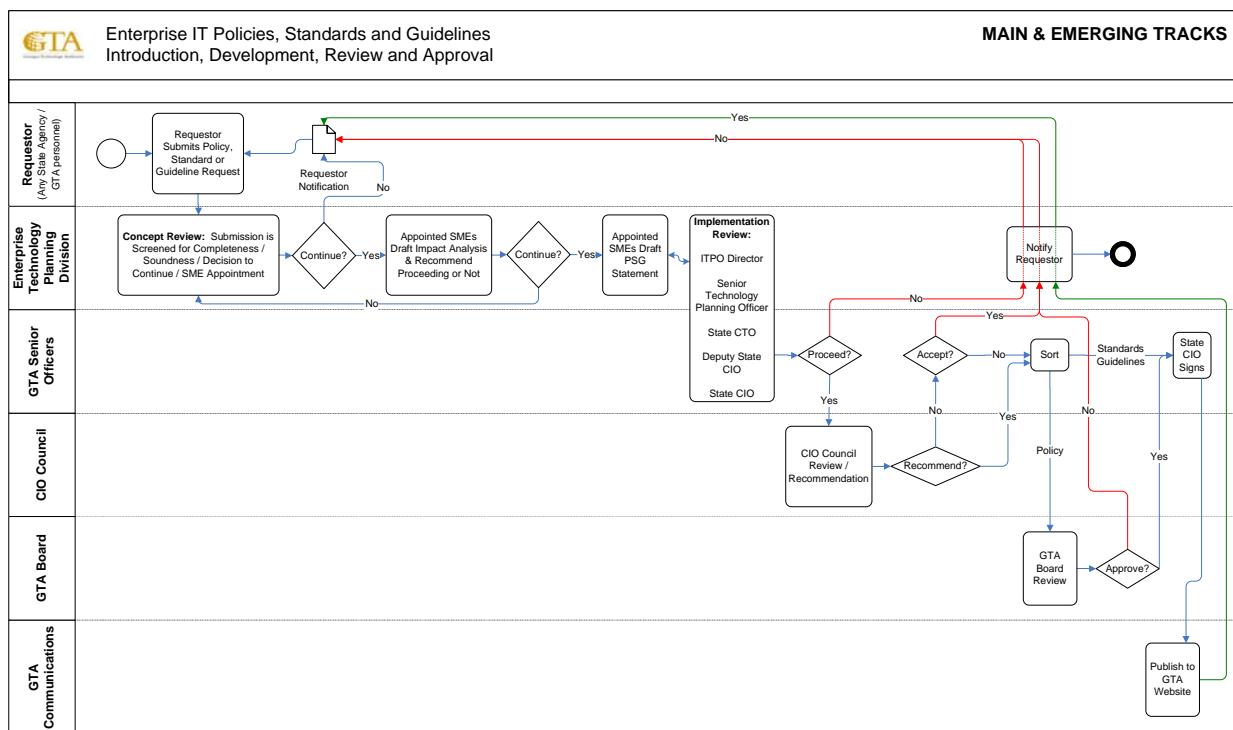 GTA
Enterprise IT Policies, Standards and Guidelines
Introduction, Development, Review and Approval
MAIN & EMERGING TRACKS
Requestor
(Any State Agency /
GTA personnel)
Requestor
Submits Policy,
Standard or
Guideline Request
Requestor
Notification
No
Yes
No
Enterprise
Technology
Planning
Division
Concept Review: Submission is
Screened for Completeness /
Soundness / Decision to
Continue / SME Appointment
Continue?
Yes
Appointed SMEs
Draft Impact Analysis
& Recommend
Proceeding or Not
Continue?
Yes
No
Appointed
SMEs Draft
PSG
Statement
Implementation
Review:
ITPO Director
Senior
Technology
Planning Officer
State CTO
Deputy State
CIO
State CIO
Notify
Requestor
GTA Senior
Officers
Proceed?
No
Yes
Accept?
Yes
No
Sort
Standards
Guidelines
State
CIO
Signs
CIO Council
CIO Council
Review /
Recommendation
Recommend?
No
Yes
Policy
No
Yes
GTA Board
GTA
Board
Review
Approve?
GTA
Communications
Publish to
GTA
Website